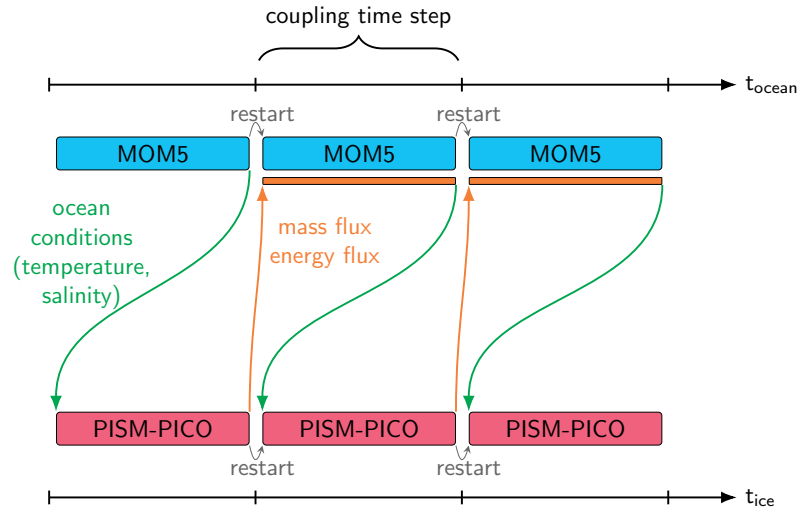 coupling time step
t_ocean
restart
restart
MOM5
MOM5
MOM5
ocean
conditions
(temperature,
salinity)
mass flux
energy flux
PISM-PICO
PISM-PICO
PISM-PICO
restart
restart
t_ice